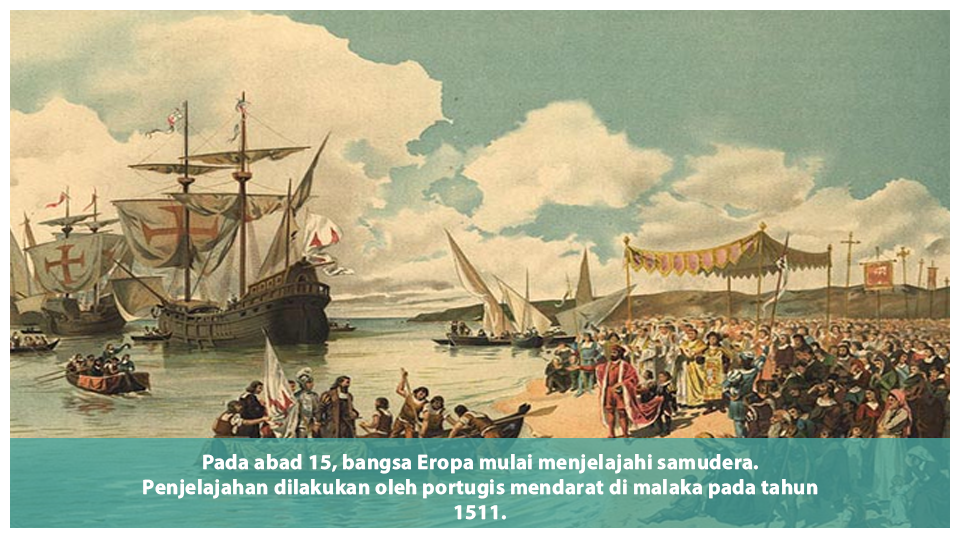 Pada abad 15, bangsa Eropa mulai menjelajahi samudera.
Penjelajahan dilakukan oleh portugis mendarat di malaka pada tahun
1511.